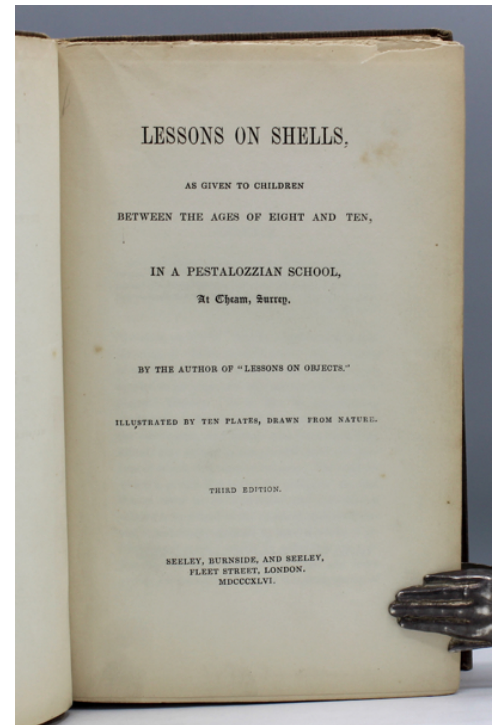 LESSONS ON SHELLS,
AS GIVEN TO CHILDREN
BETWEEN THE AGES OF EIGHT AND TEN,
IN A PESTALOZZIAN SCHOOL,
At Cheam, Surrey.
BY THE AUTHOR OF "LESSONS ON OBJECTS."
ILLUSTRATED BY TEN PLATES, DRAWN FROM NATURE.
THIRD EDITION.
SEELEY, BURNSIDE, AND SEELEY,
FLEET STREET, LONDON.
MDCCCXLVI.